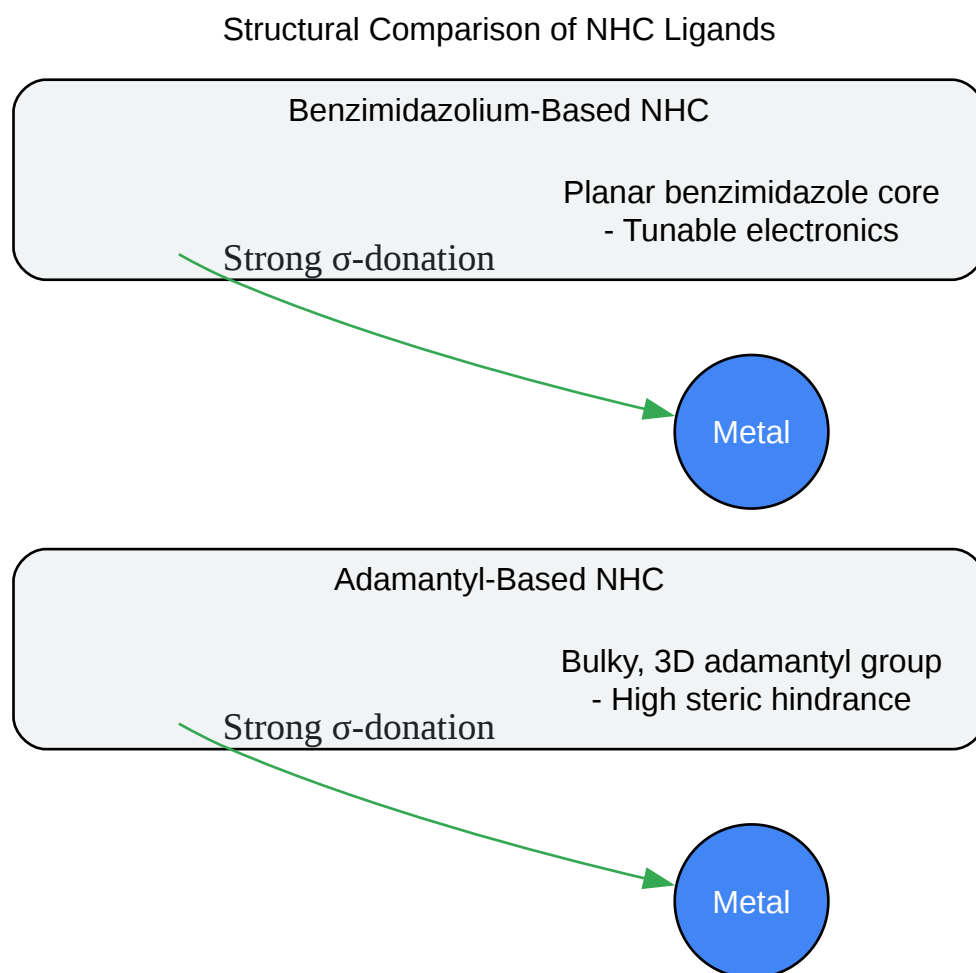 Structural Comparison of NHC Ligands
Benzimidazolium-Based NHC
Planar benzimidazole core
- Tunable electronics
Strong σ-donation
Metal
Adamantyl-Based NHC
Bulky, 3D adamantyl group
- High steric hindrance
Strong σ-donation
Metal